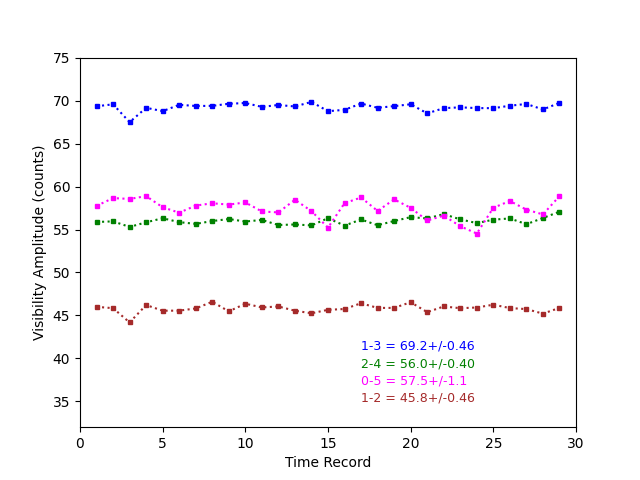 75
70
65
60
55
50
45
40
35
Visibility Amplitude (counts)
1-3 = 69.2+/-0.46
2-4 = 56.0+/-0.40
0-5 = 57.5+/-1.1
1-2 = 45.8+/-0.46
0 5 10 15 20 25 30
Time Record